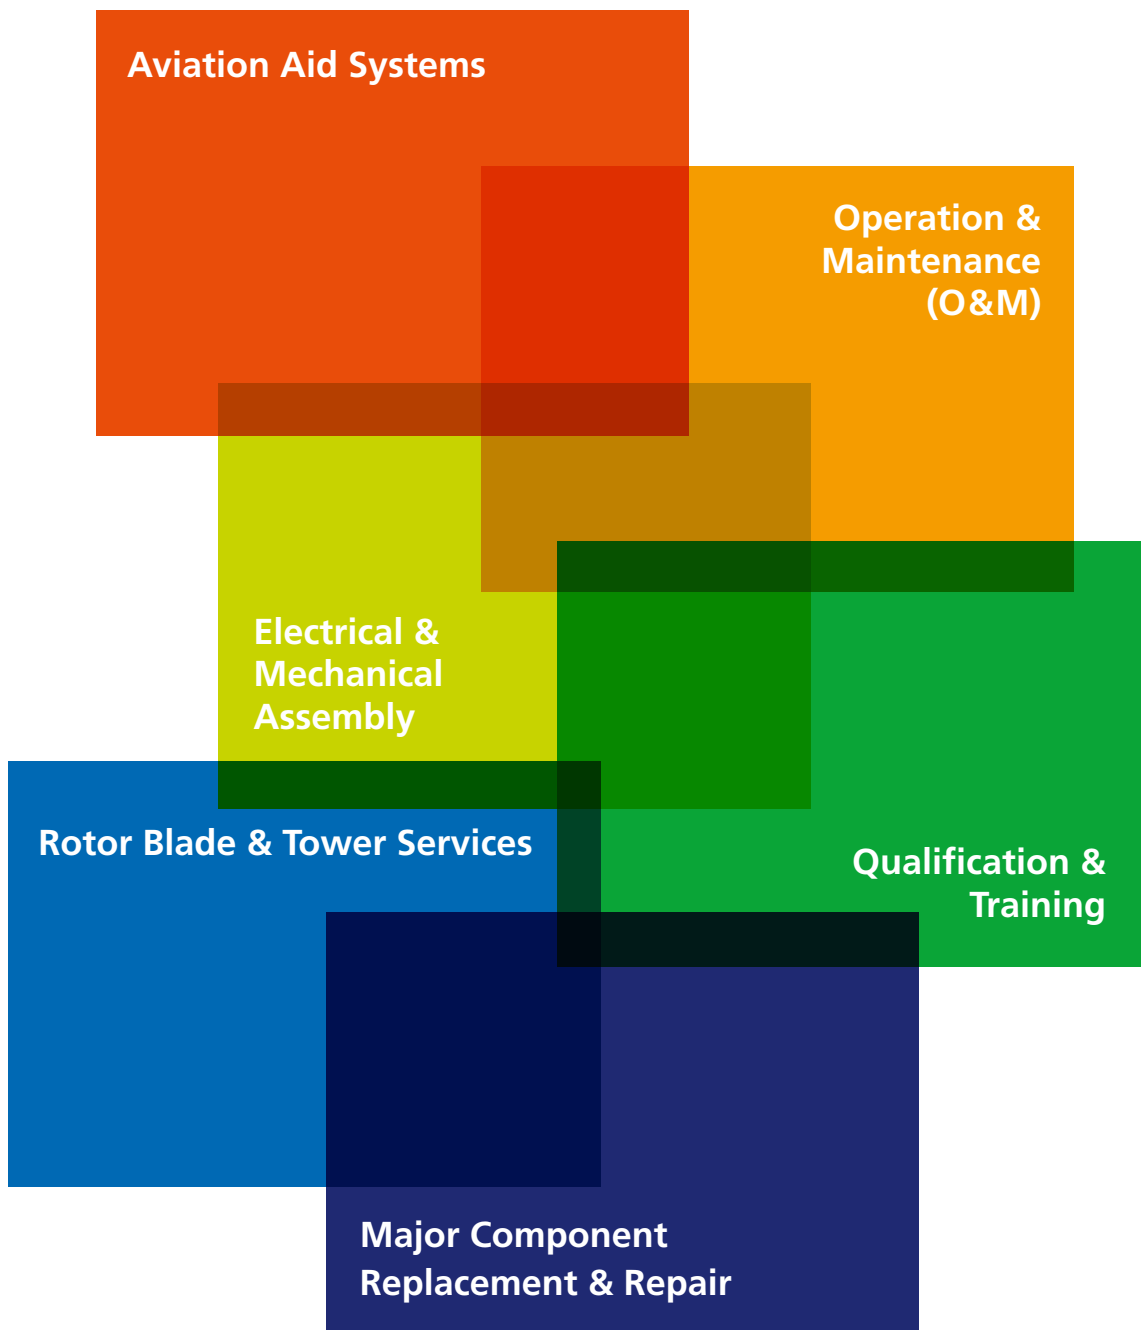 Aviation Aid Systems
Operation &
Maintenance
(O&M)
Electrical &
Mechanical
Assembly
Rotor Blade & Tower Services
Qualification &
Training
Major Component
Replacement & Repair